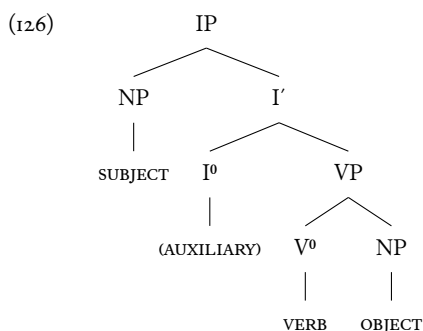 (126) IP
NP I′
SUBJECT I⁰ VP
(AUXILIARY) V⁰ NP
VERB OBJECT